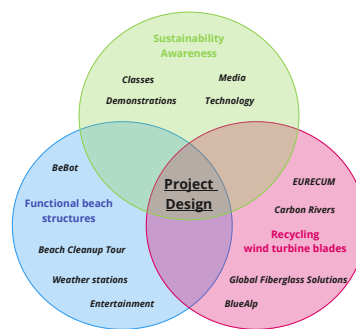 Sustainability
Awareness
Classes
Media
Demonstrations
Technology
BeBot
Project
Design
EURECUM
Functional beach
structures
Carbon Rivers
Recycling
wind turbine blades
Beach Cleanup Tour
Weather stations
Global Fiberglass Solutions
Entertainment
BlueAlp